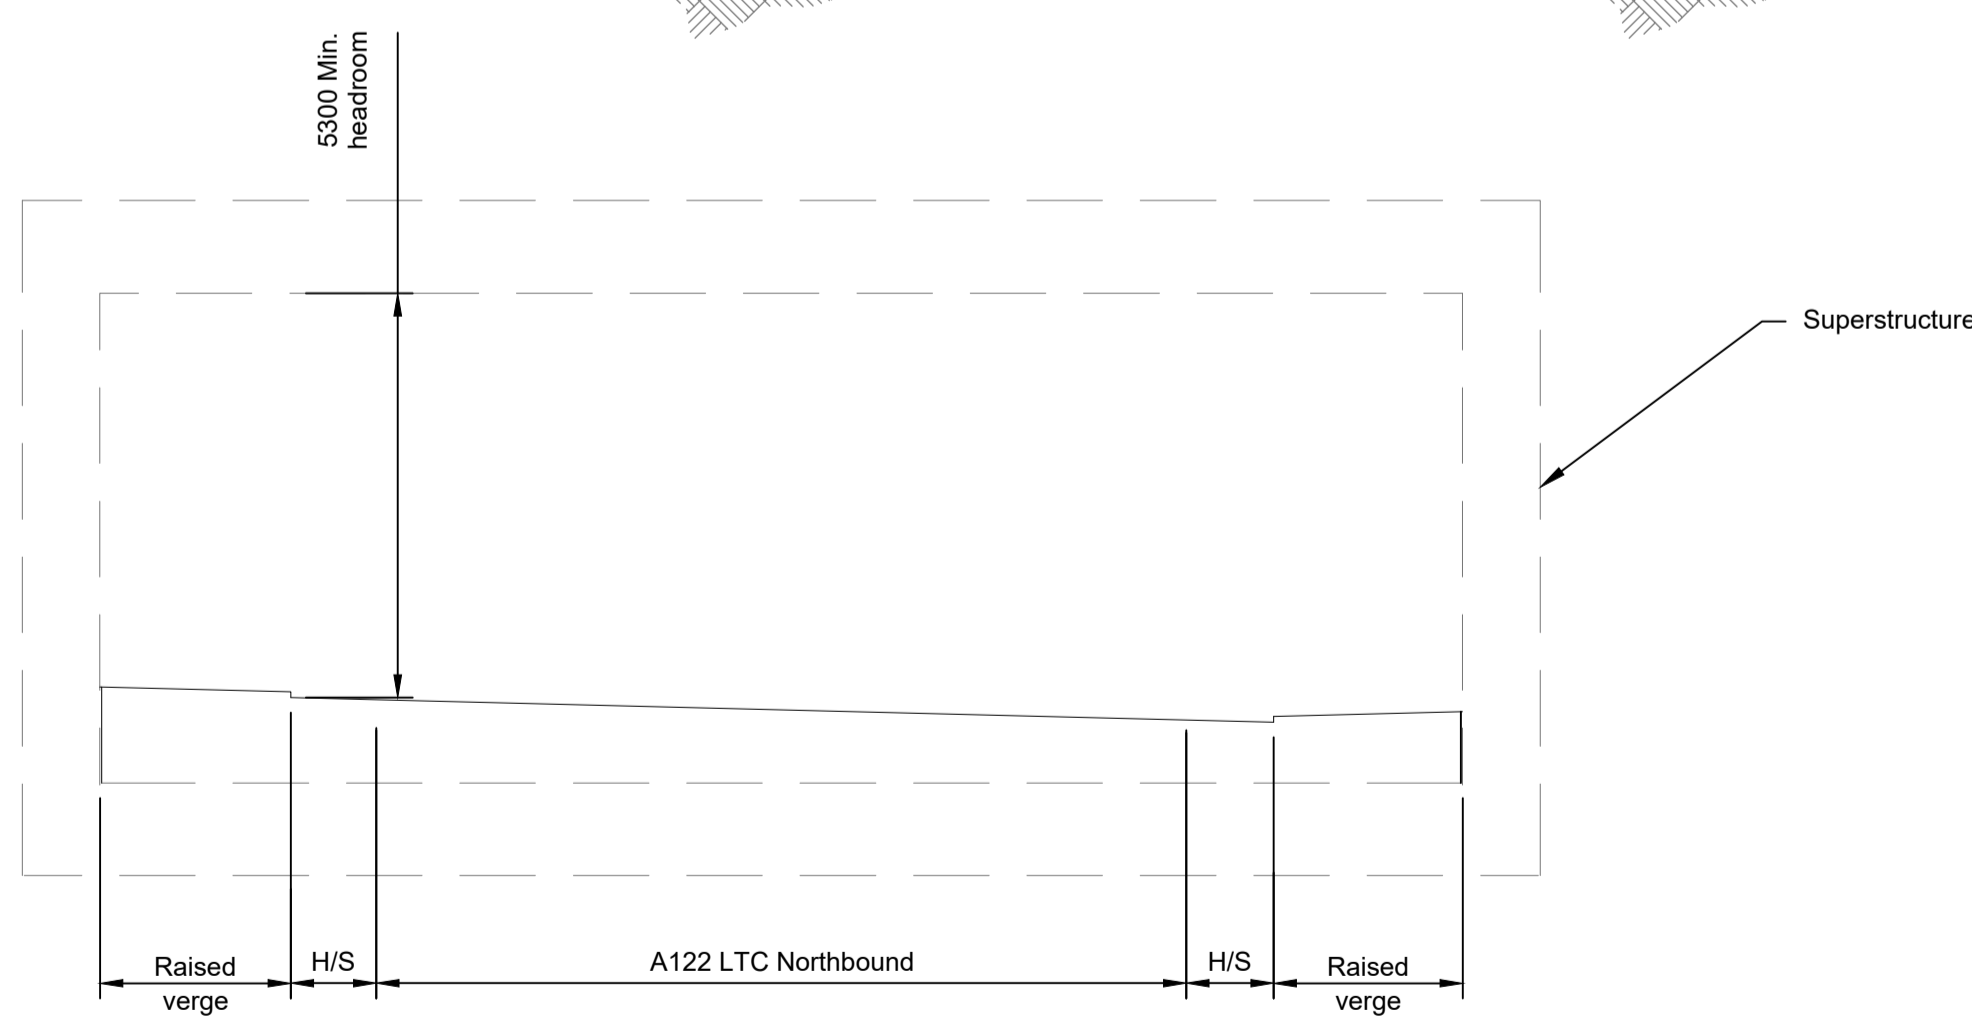 5300 Min.
headroom
Superstructure
Raised
verge
H/S
A122 LTC Northbound
H/S
Raised
verge